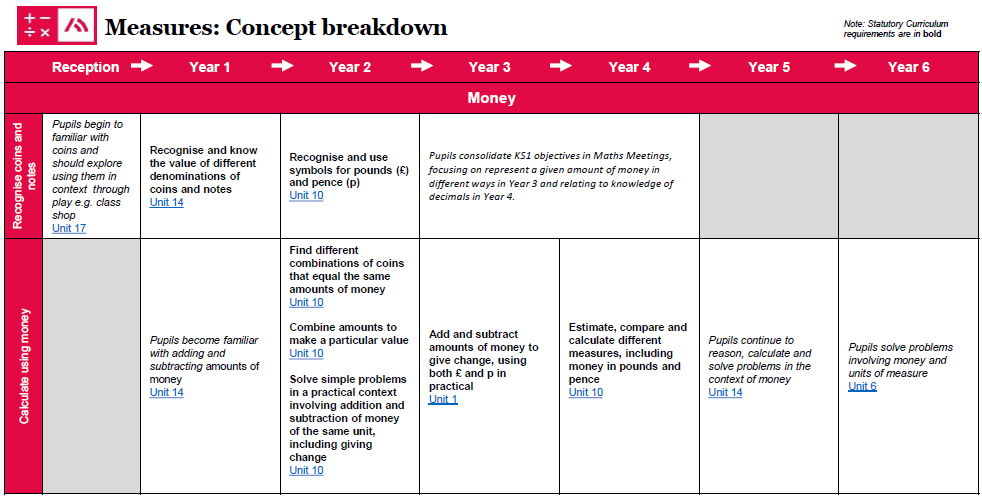 Measures: Concept breakdown
Note: Statutory Curriculum
requirements are in bold
Reception
Year 1
Year 2
Year 3
Year 4
Year 5
Year 6
Money
Recognise coins and
notes
Pupils begin to
familiar with
coins and
should explore
using them in
context through
play e.g. class
shop
Unit 17
Recognise and know
the value of different
denominations of
coins and notes
Unit 14
Recognise and use
symbols for pounds (£)
and pence (p)
Unit 10
Pupils consolidate KS1 objectives in Maths Meetings,
focusing on represent a given amount of money in
different ways in Year 3 and relating to knowledge of
decimals in Year 4.
Calculate using money
Pupils become familiar
with adding and
subtracting amounts of
money
Unit 14
Find different
combinations of coins
that equal the same
amounts of money
Unit 10
Combine amounts to
make a particular value
Unit 10
Solve simple problems
in a practical context
involving addition and
subtraction of money
of the same unit,
including giving
change
Unit 10
Add and subtract
amounts of money to
give change, using
both £ and p in
practical
Unit 1
Estimate, compare and
calculate different
measures, including
money in pounds and
pence
Unit 10
Pupils continue to
reason, calculate and
solve problems in the
context of money
Unit 14
Pupils solve problems
involving money and
units of measure
Unit 6